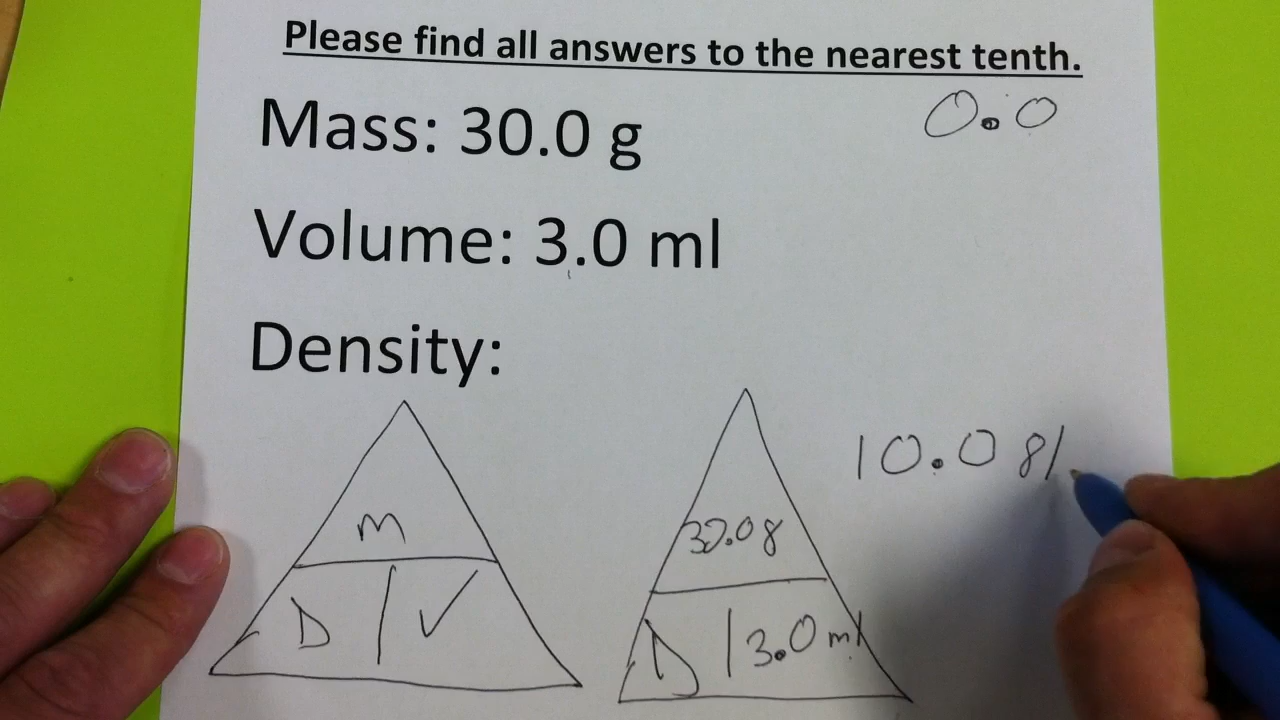 Please find all answers to the nearest tenth.
0.0
Mass: 30.0 g
Volume: 3.0 ml
Density:
10.0 g/
m
D | V
30.0g
D | 3.0 ml